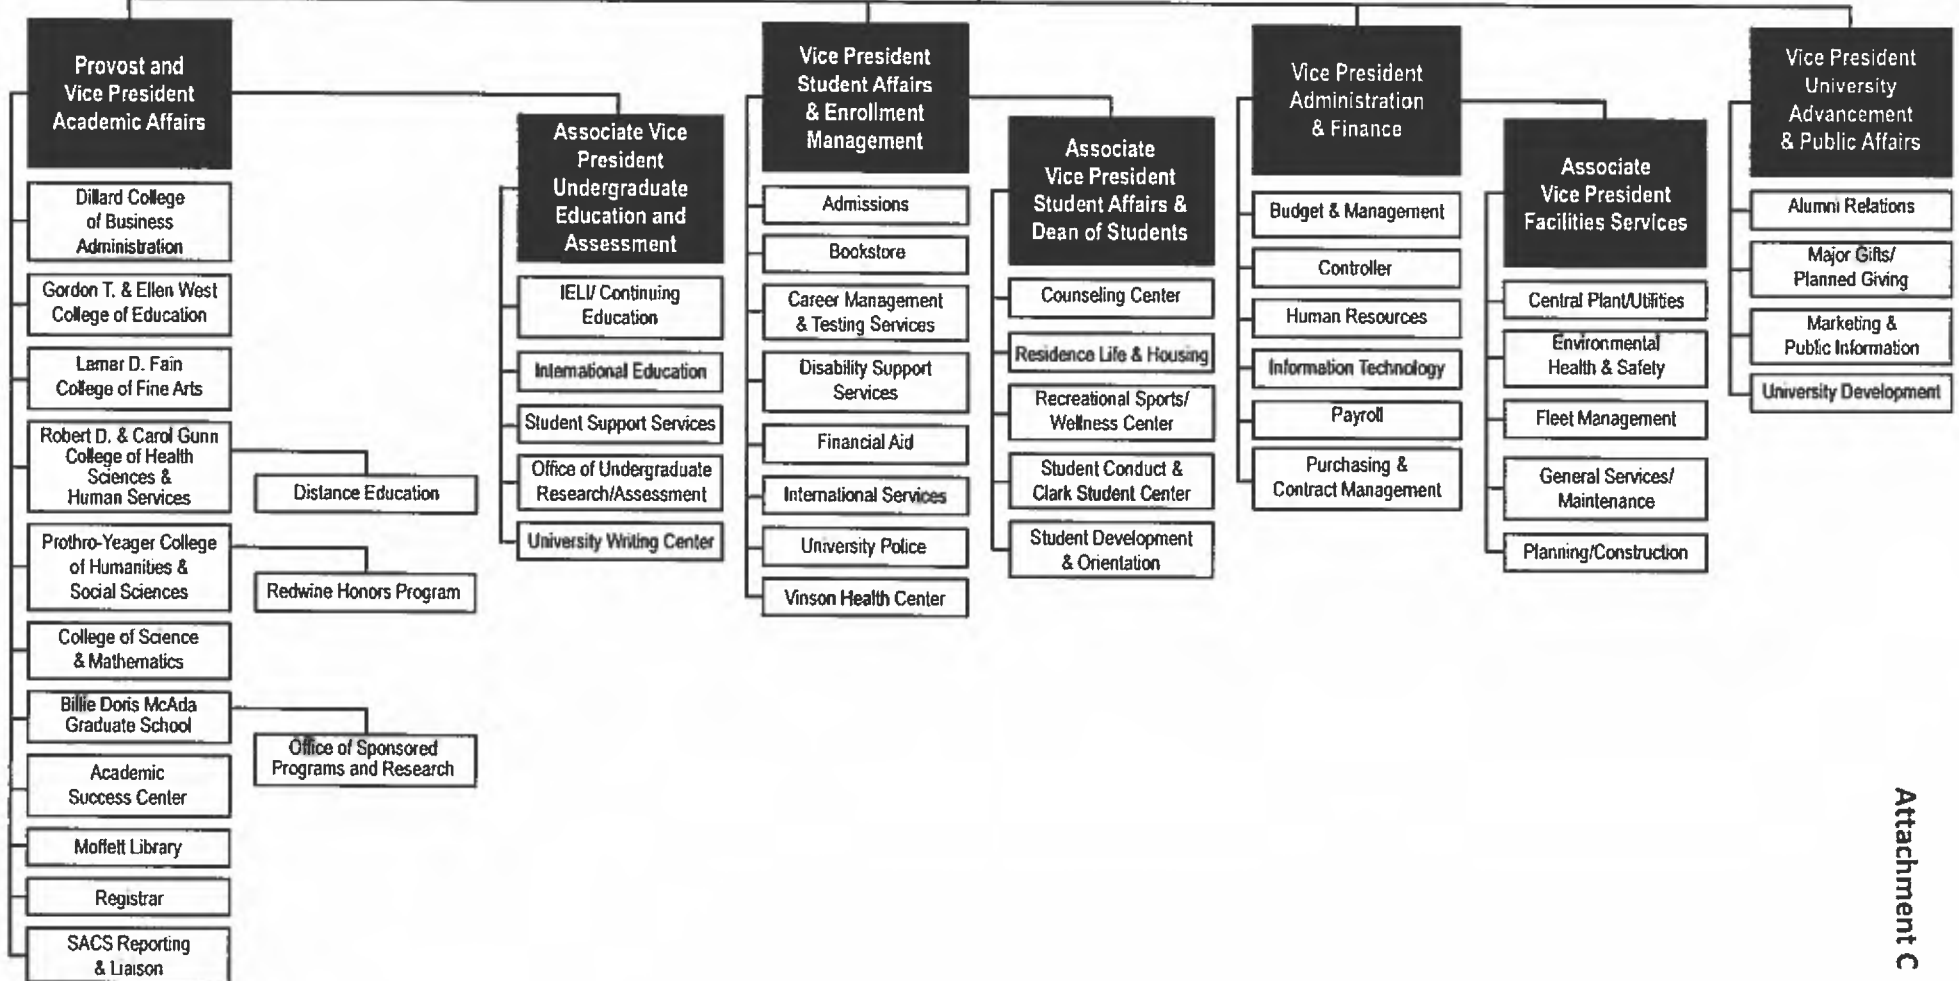 Provost and
Vice President
Academic Affairs
Dillard College
of Business
Administration
Gordon T. & Ellen West
College of Education
Lamar D. Fain
College of Fine Arts
Robert D. & Carol Gunn
College of Health
Sciences &
Human Services
Distance Education
Prothro-Yeager College
of Humanities &
Social Sciences
Redwine Honors Program
College of Science
& Mathematics
Billie Doris McAda
Graduate School
Office of Sponsored
Programs and Research
Academic
Success Center
Moffett Library
Registrar
SACS Reporting
& Liaison
Associate Vice
President
Undergraduate
Education and
Assessment
IELI/ Continuing
Education
International Education
Student Support Services
Office of Undergraduate
Research/Assessment
University Writing Center
Vice President
Student Affairs
& Enrollment
Management
Admissions
Bookstore
Career Management
& Testing Services
Disability Support
Services
Financial Aid
International Services
University Police
Vinson Health Center
Associate
Vice President
Student Affairs &
Dean of Students
Counseling Center
Residence Life & Housing
Recreational Sports/
Wellness Center
Student Conduct &
Clark Student Center
Student Development
& Orientation
Vice President
Administration
& Finance
Budget & Management
Controller
Human Resources
Information Technology
Payroll
Purchasing &
Contract Management
Associate
Vice President
Facilities Services
Central Plant/Utilities
Environmental
Health & Safety
Fleet Management
General Services/
Maintenance
Planning/Construction
Vice President
University
Advancement
& Public Affairs
Alumni Relations
Major Gifts/
Planned Giving
Marketing &
Public Information
University Development
Attachment C